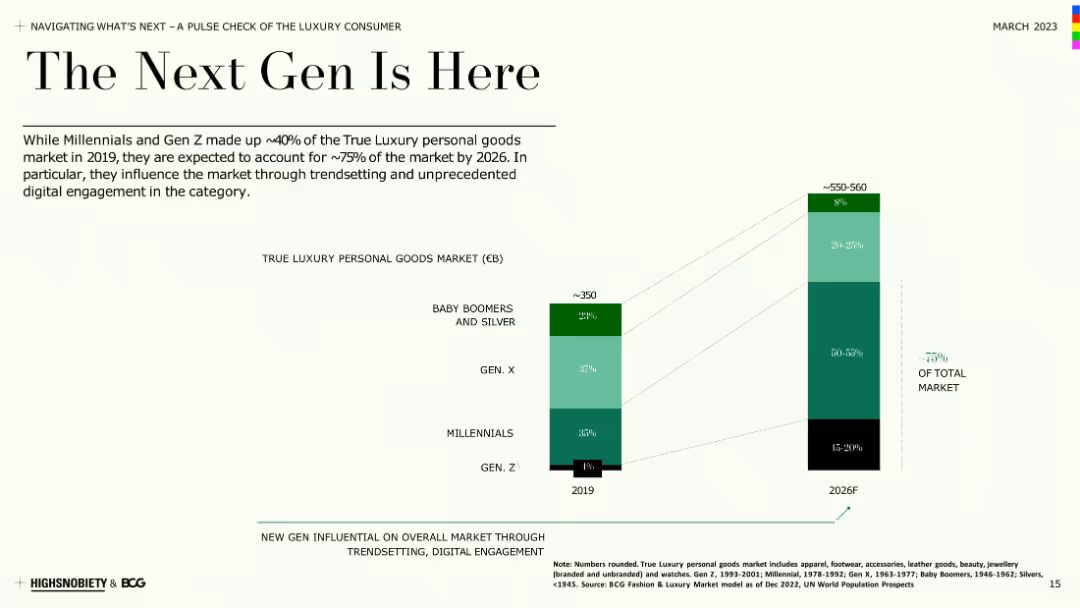 NAVIGATING WHAT'S NEXT – A PULSE CHECK OF THE LUXURY CONSUMER
MARCH 2023
The Next Gen Is Here
While Millennials and Gen Z made up ~40% of the True Luxury personal goods
market in 2019, they are expected to account for ~75% of the market by 2026. In
particular, they influence the market through trendsetting and unprecedented
digital engagement in the category.
TRUE LUXURY PERSONAL GOODS MARKET (€B)
~550-560
8%
20-25%
50-55%
15-20%
~350
BABY BOOMERS
AND SILVER
23%
GEN. X
37%
MILLENNIALS
35%
GEN. Z
4%
2019
2026F
~75%
OF TOTAL
MARKET
NEW GEN INFLUENTIAL ON OVERALL MARKET THROUGH
TRENDSETTING, DIGITAL ENGAGEMENT
Note: Numbers rounded. True Luxury personal goods market includes apparel, footwear, accessories, leather goods, beauty, jewellery
(branded and unbranded) and watches. Gen Z, 1993-2001; Millennial, 1978-1992; Gen X, 1963-1977; Baby Boomers, 1946-1962; Silvers,
<1945. Source: BCG Fashion & Luxury Market model as of Dec 2022, UN World Population Prospects
HIGHSNOBIETY & BCG
15